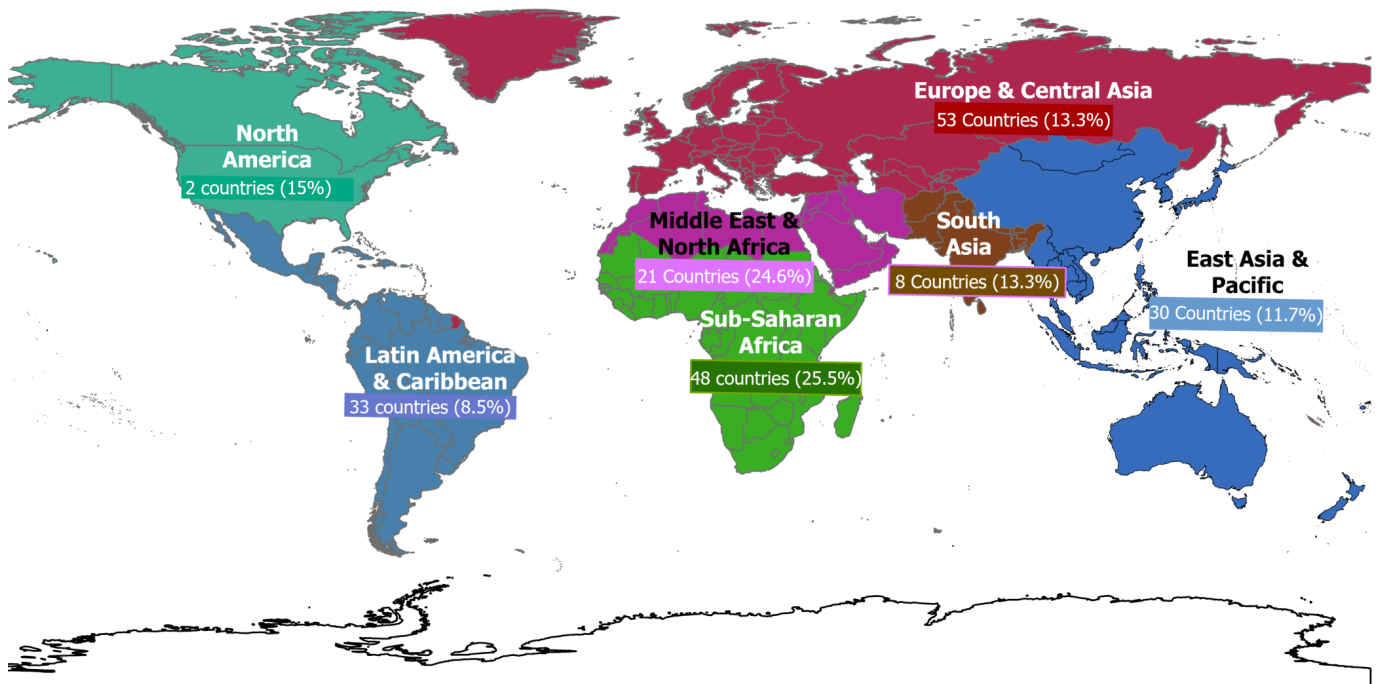 Europe & Central Asia
53 Countries (13.3%)
North
America
2 countries (15%)
Middle East &
North Africa
21 Countries (24.6%)
South
Asia
8 Countries (13.3%)
East Asia &
Pacific
30 Countries (11.7%)
Sub-Saharan
Africa
48 countries (25.5%)
Latin America
& Caribbean
33 countries (8.5%)